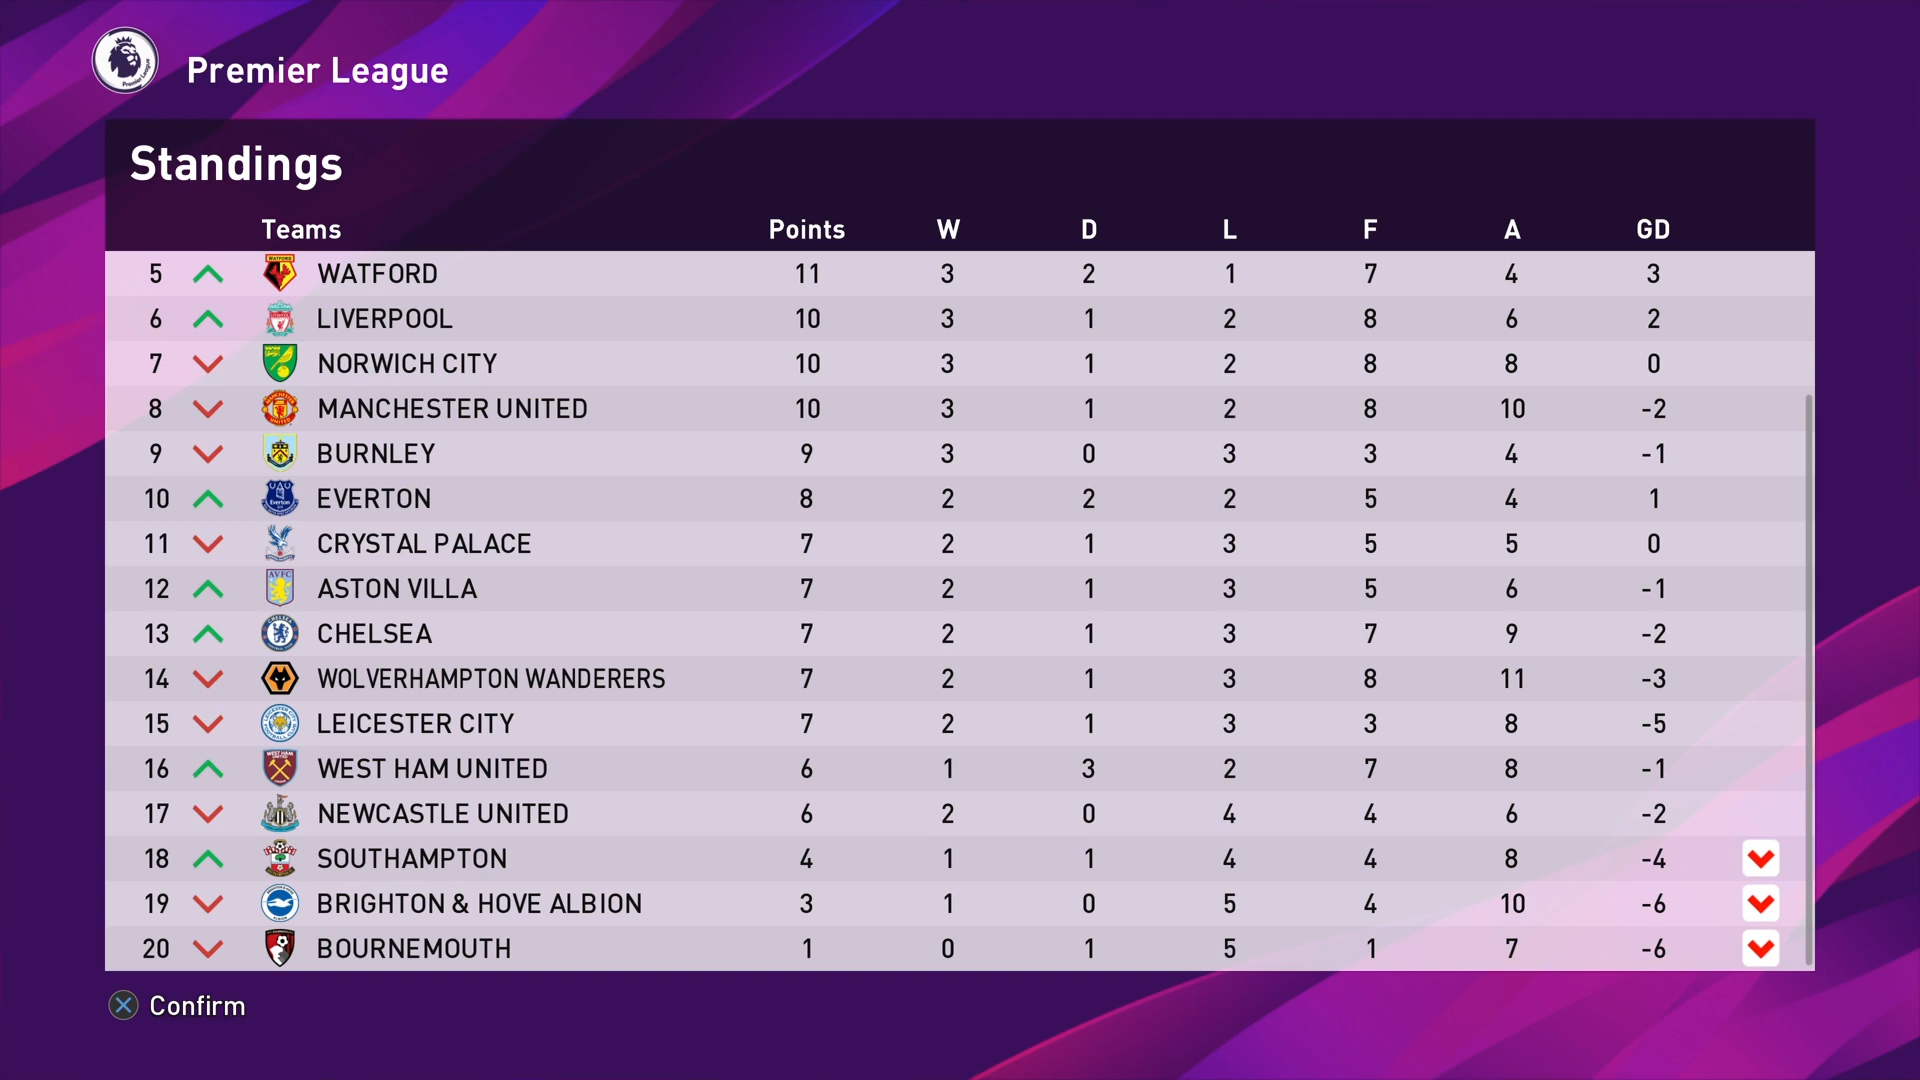 Premier League
Standings
Teams Points W D L F A GD
5 WATFORD 11 3 2 1 7 4 3
6 LIVERPOOL 10 3 1 2 8 6 2
7 NORWICH CITY 10 3 1 2 8 8 0
8 MANCHESTER UNITED 10 3 1 2 8 10 -2
9 BURNLEY 9 3 0 3 3 4 -1
10 EVERTON 8 2 2 2 5 4 1
11 CRYSTAL PALACE 7 2 1 3 5 5 0
12 ASTON VILLA 7 2 1 3 5 6 -1
13 CHELSEA 7 2 1 3 7 9 -2
14 WOLVERHAMPTON WANDERERS 7 2 1 3 8 11 -3
15 LEICESTER CITY 7 2 1 3 3 8 -5
16 WEST HAM UNITED 6 1 3 2 7 8 -1
17 NEWCASTLE UNITED 6 2 0 4 4 6 -2
18 SOUTHAMPTON 4 1 1 4 4 8 -4
19 BRIGHTON & HOVE ALBION 3 1 0 5 4 10 -6
20 BOURNEMOUTH 1 0 1 5 1 7 -6
Confirm